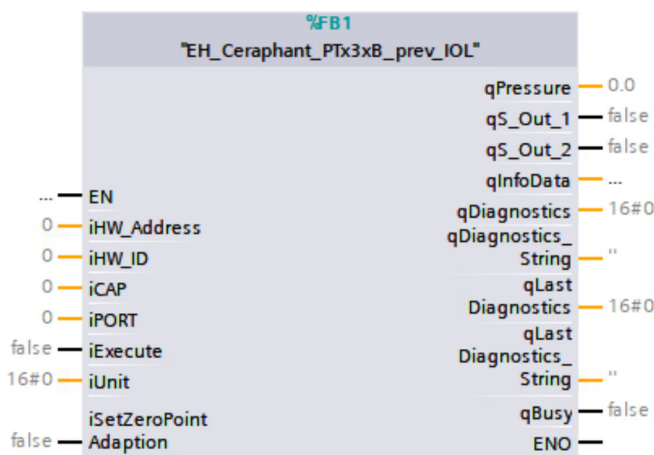 %FB1
"EH_Ceraphant_PTx3xB_prev_IOL"
qPressure 0.0
qS_Out_1 false
qS_Out_2 false
qInfoData ...
... EN
qDiagnostics 16#0
0 iHW_Address
qDiagnostics_
String ''
0 iHW_ID
qLast
0 iCAP
Diagnostics 16#0
0 iPORT
qLast
Diagnostics_
String ''
false iExecute
16#0 iUnit
qBusy false
iSetZeroPoint
false Adaption
ENO